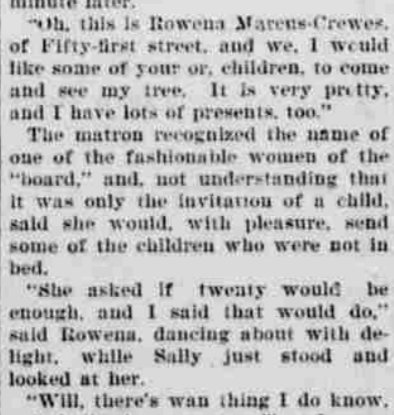 minute later.
"Oh, this is Rowena Marcus-Crewes,
of Fifty-first street, and we, I would
like some of your or, children, to come
and see my tree. It is very pretty,
and I have lots of presents, too."
The matron recognized the name of
one of the fashionable women of the
"board," and, not understanding that
it was only the invitation of a child,
said she would, with pleasure, send
some of the children who were not in
bed.
"She asked if twenty would be
enough, and I said that would do,"
said Rowena, dancing about with de-
light, while Sally just stood and
looked at her.
"Will, there's wan thing I do know,